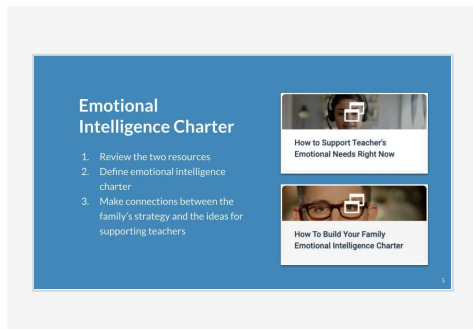 Emotional
Intelligence Charter
1. Review the two resources
2. Define emotional intelligence
charter
3. Make connections between the
family's strategy and the ideas for
supporting teachers
How to Support Teacher's
Emotional Needs Right Now
How To Build Your Family
Emotional Intelligence Charter
5